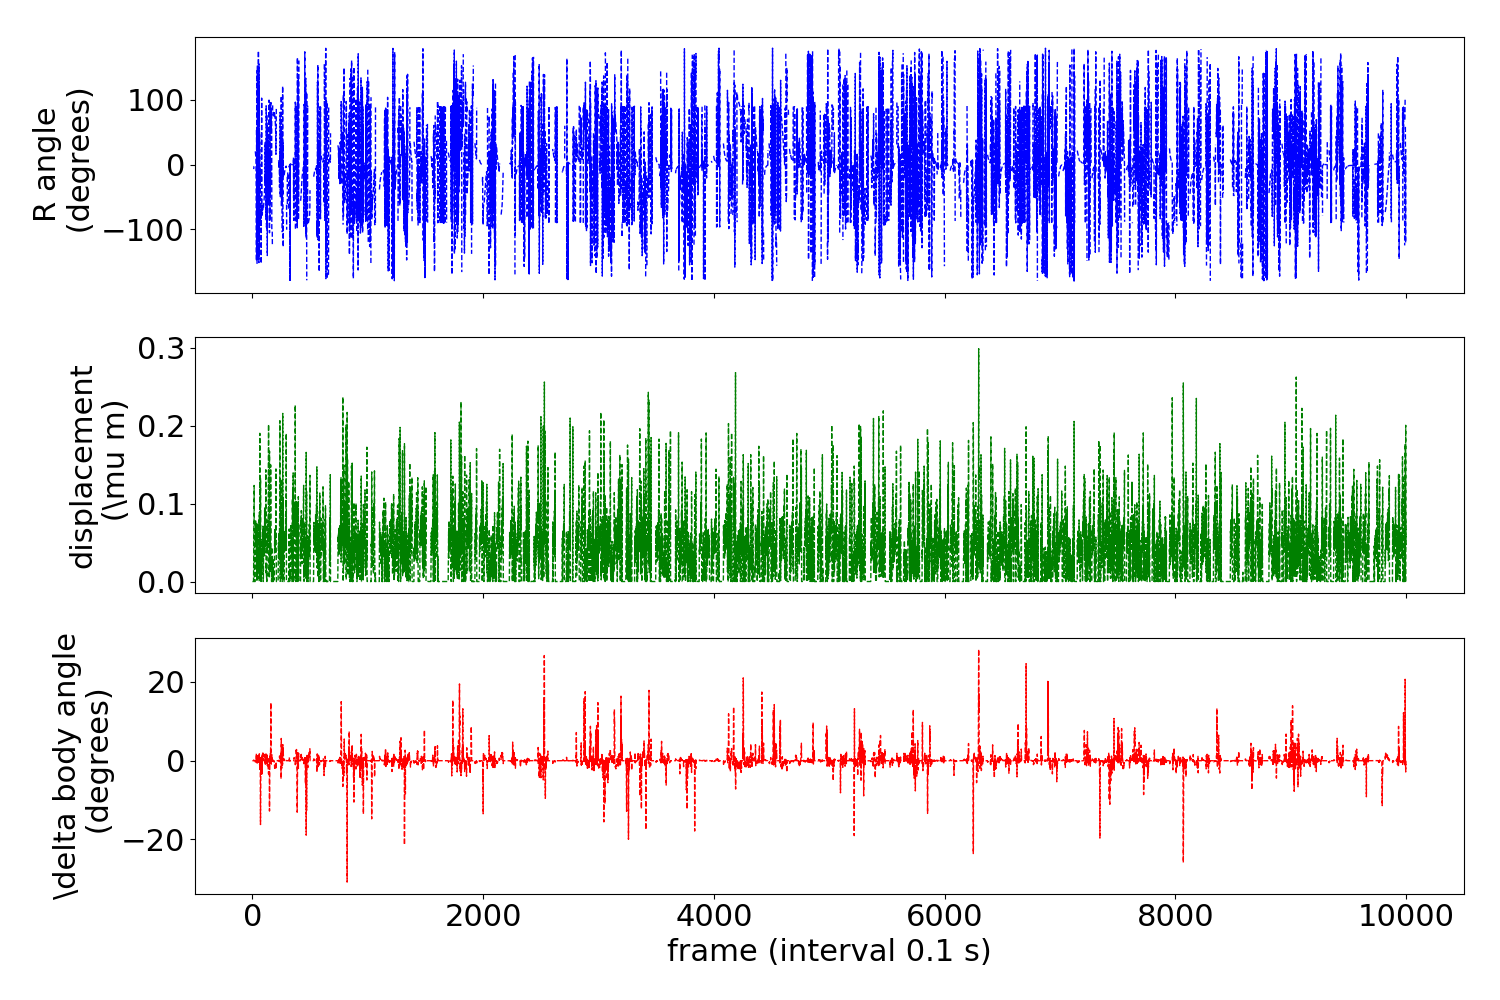 R angle
(degrees)
100
0
−100
displacement
(\mu m)
0.3
0.2
0.1
0.0
\delta body angle
(degrees)
20
0
−20
0 2000 4000 6000 8000 10000
frame (interval 0.1 s)